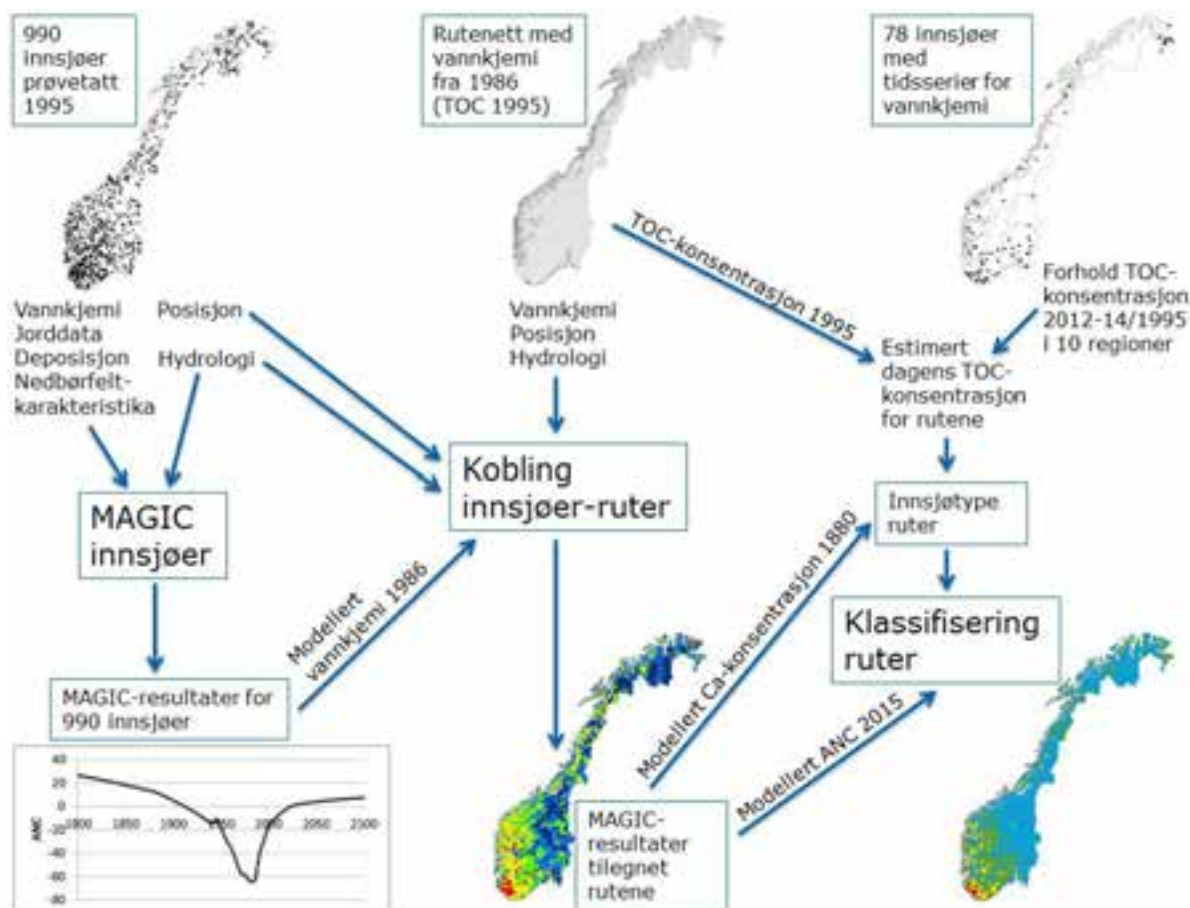 990
innsjøer
prøvetatt
1995
Rutenett med
vannkjemi
fra 1986
(TOC 1995)
78 innsjøer
med
tidsserier for
vannkjemi
TOC-konsentrasjon 1995
Forhold TOC-
konsentrasjon
2012-14/1995
i 10 regioner
Vannkjemi
Jorddata
Deposisjon
Nedbørfelt-
karakteristika
Posisjon
Hydrologi
Vannkjemi
Posisjon
Hydrologi
Estimert
dagens TOC-
konsentrasjon
for rutene
MAGIC
innsjøer
Kobling
innsjøer-ruter
Innsjøtype
ruter
Modellert
vannkjemi 1986
Modellert Ca-konsentrasjon 1880
Klassifisering
ruter
MAGIC-resultater for
990 innsjøer
Modellert ANC 2015
MAGIC-
resultater
tilegnet
rutene
40
20
0
-20
-40
-60
-80
ANC
1800 1850 1900 1950 2000 2050 2100